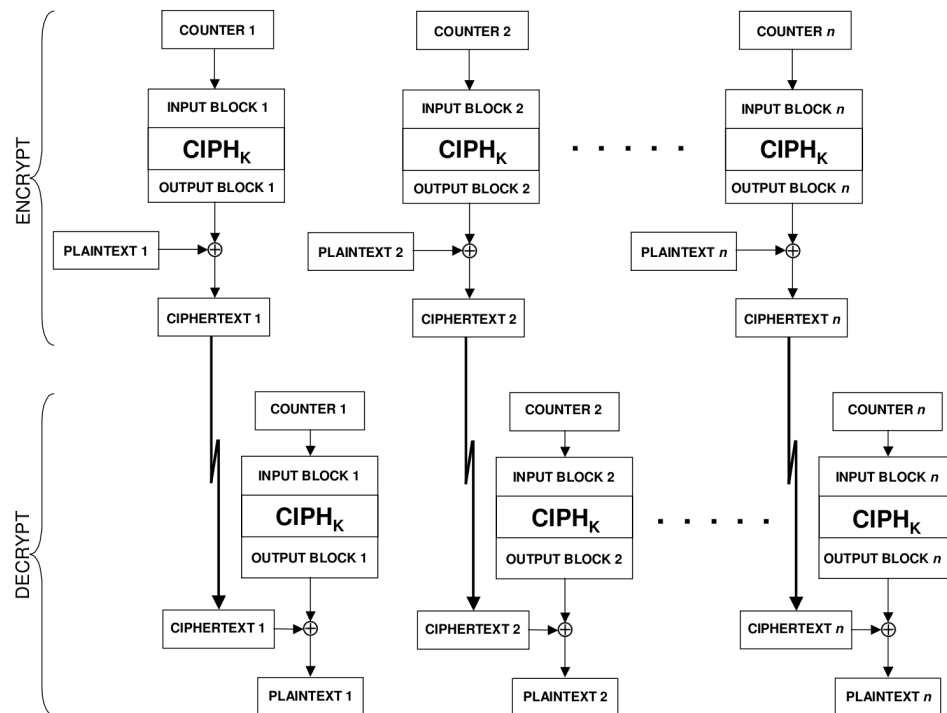 ENCRYPT
COUNTER 1
COUNTER 2
COUNTER n
INPUT BLOCK 1
INPUT BLOCK 2
INPUT BLOCK n
CIPHK
CIPHK
CIPHK
OUTPUT BLOCK 1
OUTPUT BLOCK 2
OUTPUT BLOCK n
PLAINTEXT 1
PLAINTEXT 2
PLAINTEXT n
CIPHERTEXT 1
CIPHERTEXT 2
CIPHERTEXT n
DECRYPT
COUNTER 1
COUNTER 2
COUNTER n
INPUT BLOCK 1
INPUT BLOCK 2
INPUT BLOCK n
CIPHK
CIPHK
CIPHK
OUTPUT BLOCK 1
OUTPUT BLOCK 2
OUTPUT BLOCK n
CIPHERTEXT 1
CIPHERTEXT 2
CIPHERTEXT n
PLAINTEXT 1
PLAINTEXT 2
PLAINTEXT n